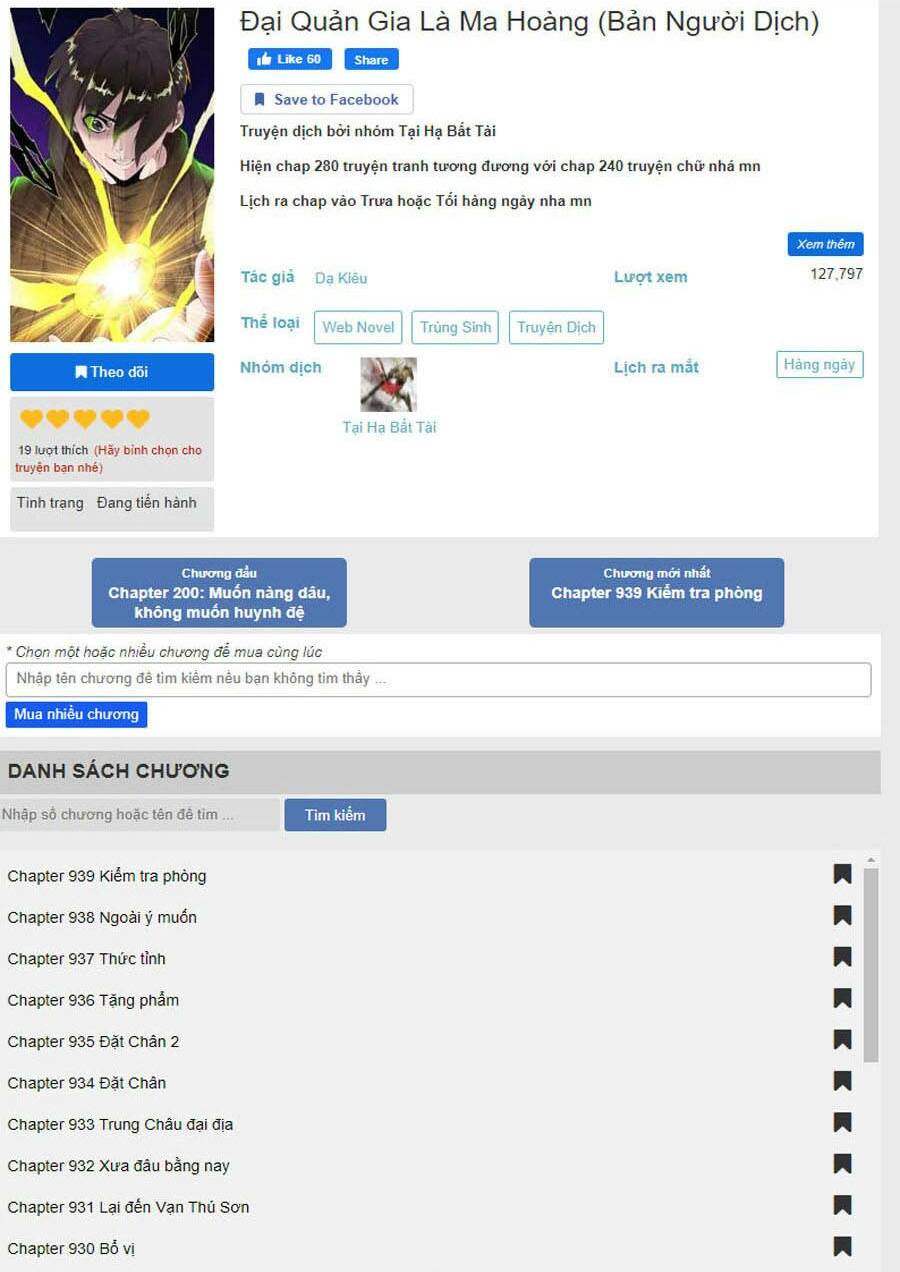 Đại Quản Gia Là Ma Hoàng (Bản Người Dịch)
Like 60
Share
Save to Facebook
Truyện dịch bởi nhóm Tại Hạ Bất Tài
Hiện chap 280 truyện tranh tương đương với chap 240 truyện chữ nhá mn
Lịch ra chap vào Trưa hoặc Tối hàng ngày nha mn
Xem thêm
Tác giả Dạ Kiêu
Lượt xem 127,797
Thể loại Web Novel Trùng Sinh Truyện Dịch
Nhóm dịch
Tại Hạ Bất Tài
Lịch ra mắt Hàng ngày
Theo dõi
19 lượt thích (Hãy bình chọn cho
truyện bạn nhé)
Tình trạng Đang tiến hành
Chương đầu
Chapter 200: Muốn nàng dâu,
không muốn huynh đệ
Chương mới nhất
Chapter 939 Kiểm tra phòng
* Chọn một hoặc nhiều chương để mua cùng lúc
Nhập tên chương để tìm kiếm nếu bạn không tìm thấy ...
Mua nhiều chương
DANH SÁCH CHƯƠNG
Nhập số chương hoặc tên để tìm ...
Tìm kiếm
Chapter 939 Kiểm tra phòng
Chapter 938 Ngoài ý muốn
Chapter 937 Thức tỉnh
Chapter 936 Tặng phẩm
Chapter 935 Đặt Chân 2
Chapter 934 Đặt Chân
Chapter 933 Trung Châu đại địa
Chapter 932 Xưa đâu bằng nay
Chapter 931 Lại đến Vạn Thú Sơn
Chapter 930 Bổ vị